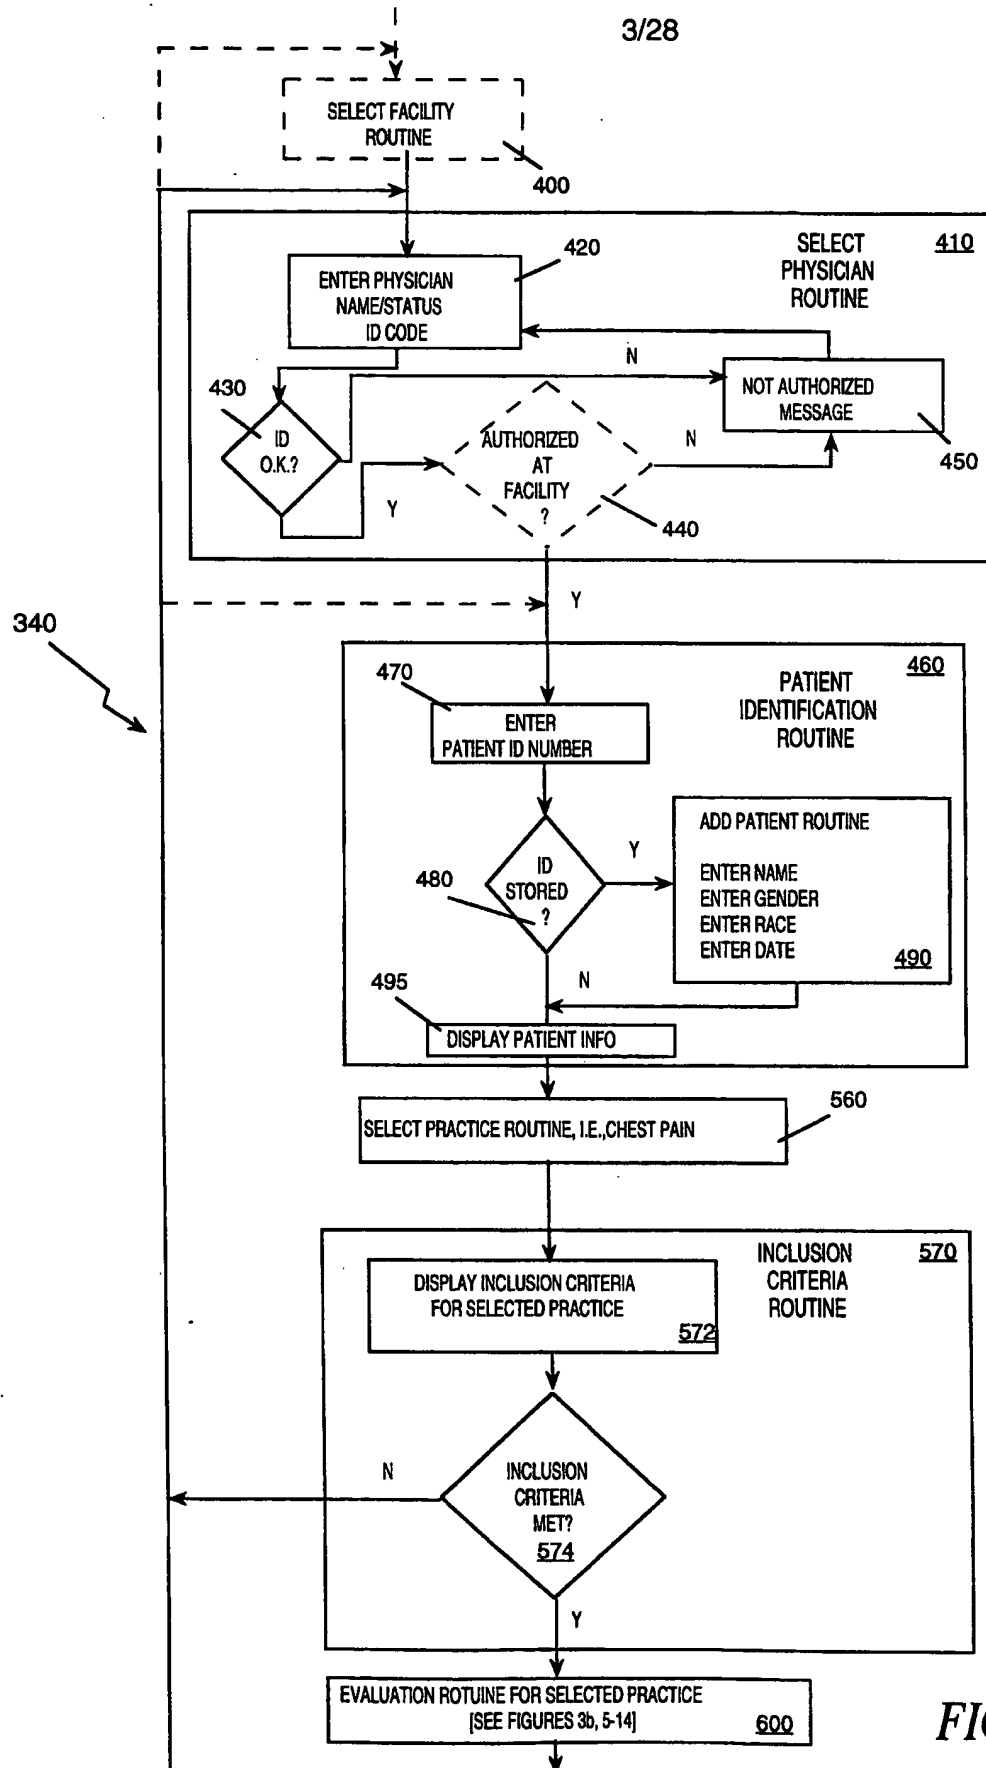 3/28
SELECT FACILITY
ROUTINE
400
SELECT
PHYSICIAN
ROUTINE
410
420
ENTER PHYSICIAN
NAME/STATUS
ID CODE
N
NOT AUTHORIZED
MESSAGE
450
430
ID
O.K.?
Y
AUTHORIZED
AT
FACILITY
?
N
440
Y
340
460
PATIENT
IDENTIFICATION
ROUTINE
470
ENTER
PATIENT ID NUMBER
ID
STORED
?
480
Y
ADD PATIENT ROUTINE
ENTER NAME
ENTER GENDER
ENTER RACE
ENTER DATE
490
N
495
DISPLAY PATIENT INFO
560
SELECT PRACTICE ROUTINE, I.E.,CHEST PAIN
INCLUSION
CRITERIA
ROUTINE
570
DISPLAY INCLUSION CRITERIA
FOR SELECTED PRACTICE
572
N
INCLUSION
CRITERIA
MET?
574
Y
EVALUATION ROTUINE FOR SELECTED PRACTICE
[SEE FIGURES 3b, 5-14]
600